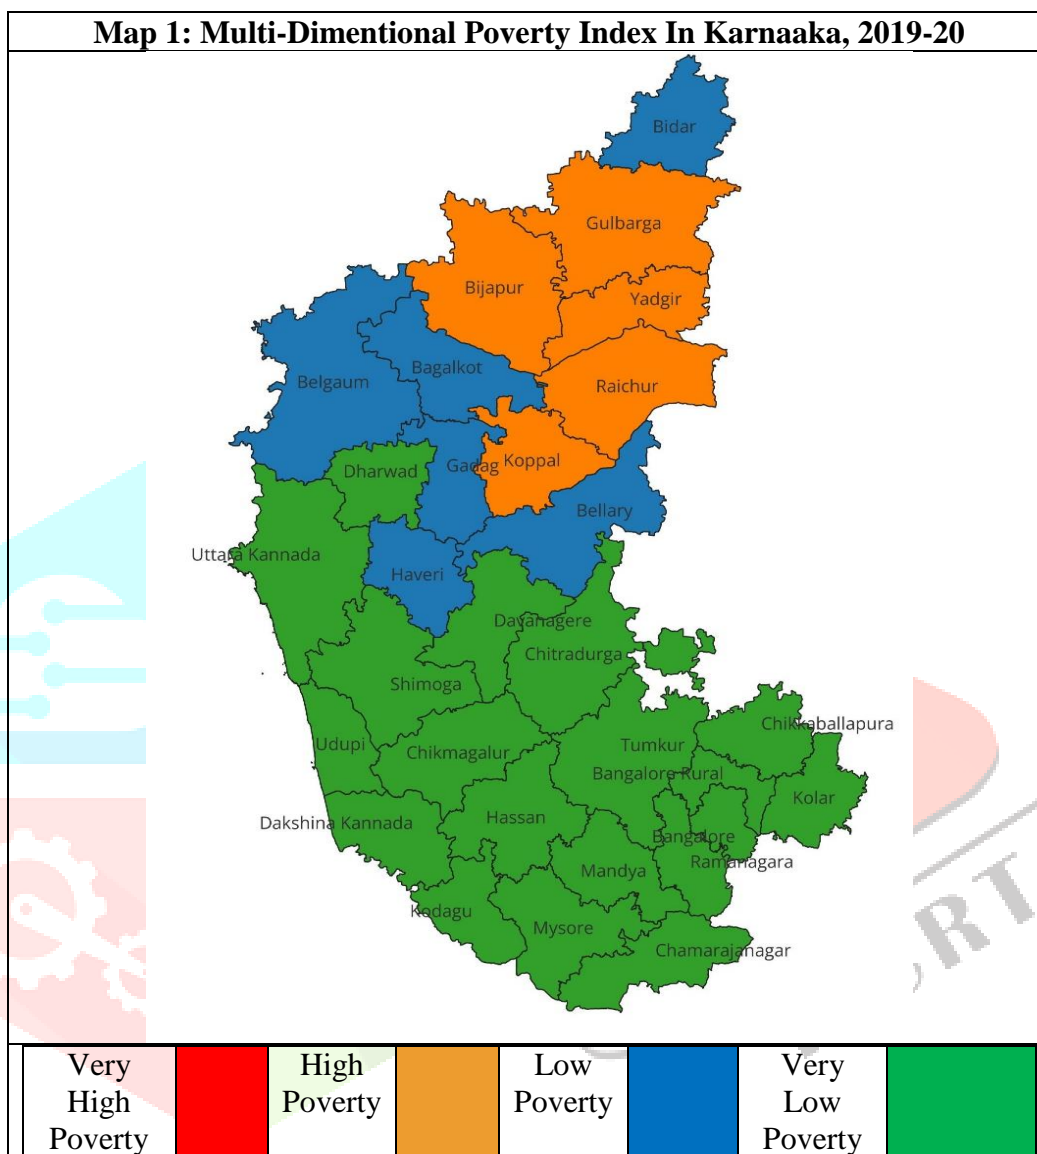 Map 1: Multi-Dimentional Poverty Index In Karnaaka, 2019-20
Bidar
Gulbarga
Bijapur
Yadgir
Bagalkot
Belgaum
Raichur
Koppal
Gadag
Dharwad
Bellary
Uttara Kannada
Haveri
Davanagere
Chitradurga
Shimoga
Chikkaballapura
Udupi
Chikmagalur
Tumkur
Bangalore Rural
Kolar
Dakshina Kannada
Hassan
Bangalore
Ramanagara
Mandya
Kodagu
Mysore
Chamarajanagar
RT
Very
High
Poverty
High
Poverty
Low
Poverty
Very
Low
Poverty